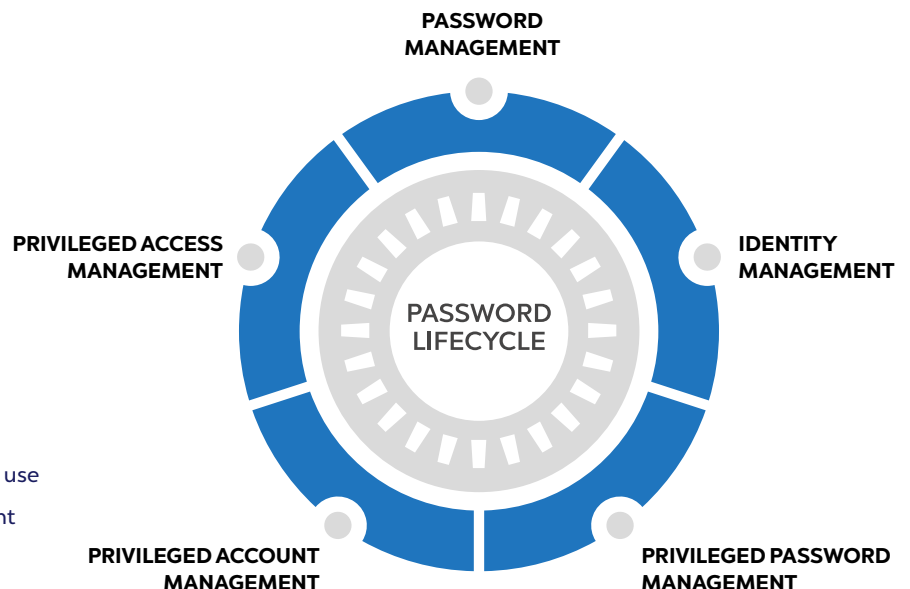 PASSWORD
MANAGEMENT
PRIVILEGED ACCESS
MANAGEMENT
IDENTITY
MANAGEMENT
PASSWORD
LIFECYCLE
use
PRIVILEGED ACCOUNT
MANAGEMENT
PRIVILEGED PASSWORD
MANAGEMENT